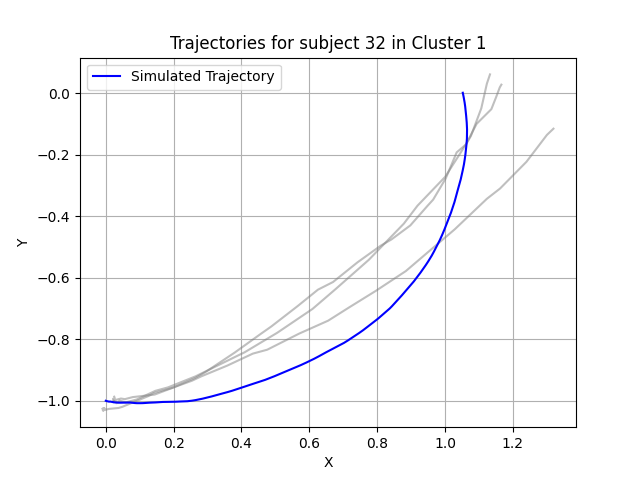 Trajectories for subject 32 in Cluster 1
Simulated Trajectory
0.0
−0.2
−0.4
−0.6
−0.8
−1.0
Y
0.0 0.2 0.4 0.6 0.8 1.0 1.2
X